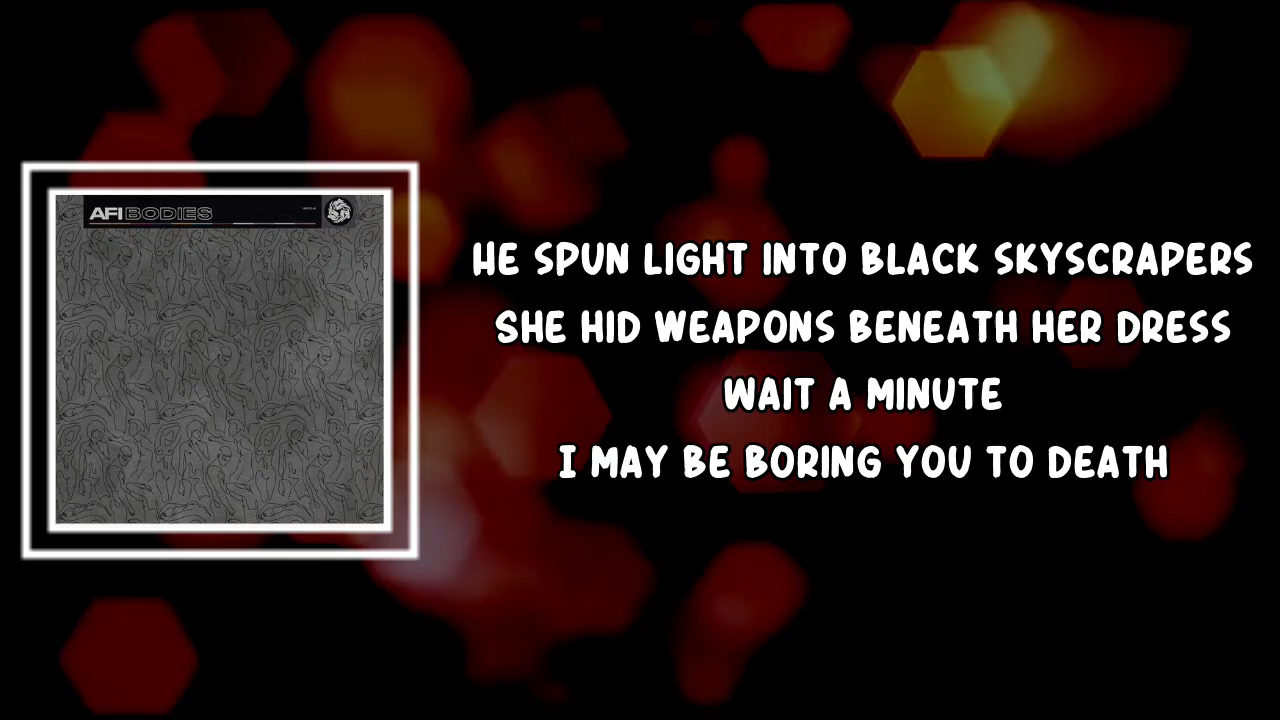 AFI BODIES
HE SPUN LIGHT INTO BLACK SKYSCRAPERS
SHE HID WEAPONS BENEATH HER DRESS
WAIT A MINUTE
I MAY BE BORING YOU TO DEATH